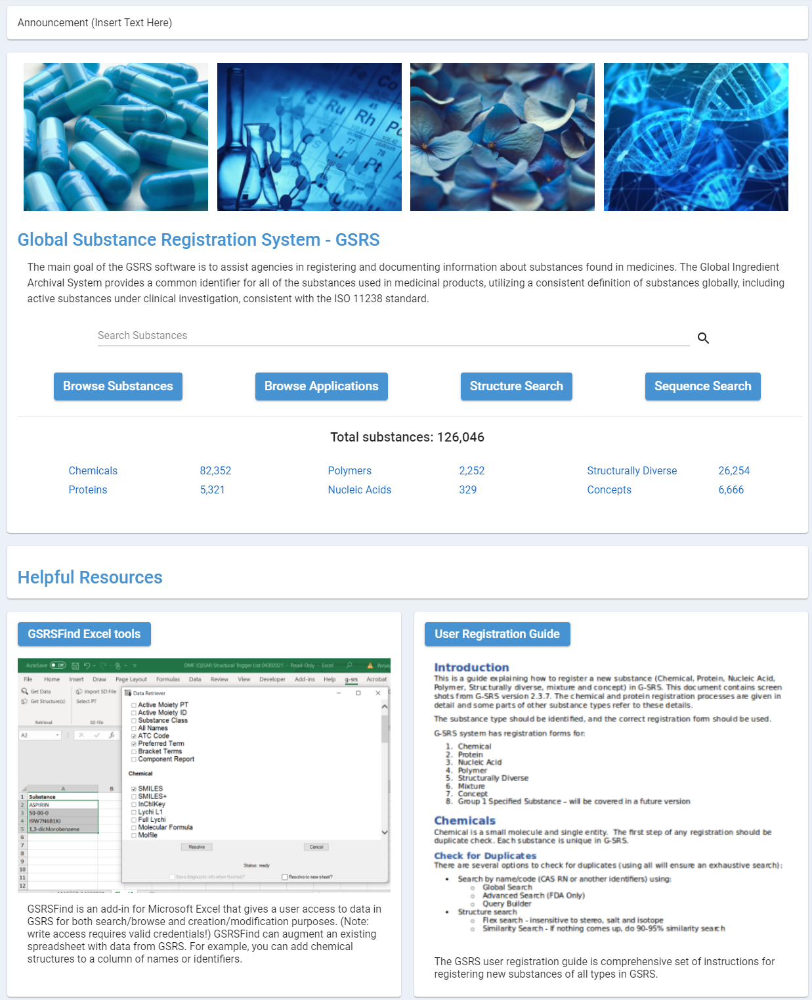 Announcement (Insert Text Here)
Fe Co
45
Ru Rh Pd
77
78
Ir Pt
Cs
Uun
Global Substance Registration System - GSRS
The main goal of the GSRS software is to assist agencies in registering and documenting information about substances found in medicines. The Global Ingredient
Archival System provides a common identifier for all of the substances used in medicinal products, utilizing a consistent definition of substances globally, including
active substances under clinical investigation, consistent with the ISO 11238 standard.
Search Substances
Browse Substances Browse Applications Structure Search Sequence Search
Total substances: 126,046
Chemicals 82,352 Polymers 2,252 Structurally Diverse 26,254
Proteins 5,321 Nucleic Acids 329 Concepts 6,666
Helpful Resources
GSRSFind Excel tools
AutoSave Off DMF (Q)SAR Structural Trigger List 04302021 - Read-Only - Excel
File Home Insert Draw Page Layout Formulas Data Review View Developer Add-ins Help g-srs Acrobat
Get Data Import SD File
Get Structure(s) Select PT
Retrieval SD File
A2 fx
Data Retriever
Active Moiety PT
Active Moiety ID
Substance Class
All Names
ATC Code
Preferred Term
Bracket Terms
Component Report
Chemical
SMILES
SMILES+
InChIKey
Lychi L1
Full Lychi
Molecular Formula
Molfile
Resolve Cancel
Status: ready
Save diagnostic info when finished? Resolve to new sheet?
A B
1 Substance
2 ASPIRIN
3 50-00-0
4 I9W7N6B1KJ
5 1,3-dichlorobenzene
6
7
8
9
10
11
12
GSRSFind is an add-in for Microsoft Excel that gives a user access to data in
GSRS for both search/browse and creation/modification purposes. (Note:
write access requires valid credentials!) GSRSFind can augment an existing
spreadsheet with data from GSRS. For example, you can add chemical
structures to a column of names or identifiers.
User Registration Guide
Introduction
This is a guide explaining how to register a new substance (Chemical, Protein, Nucleic Acid,
Polymer, Structurally diverse, mixture and concept) in G-SRS. This document contains screen
shots from G-SRS version 2.3.7. The chemical and protein registration processes are given in
detail and some parts of other substance types refer to these details.
The substance type should be identified, and the correct registration form should be used.
G-SRS system has registration forms for:
1. Chemical
2. Protein
3. Nucleic Acid
4. Polymer
5. Structurally Diverse
6. Mixture
7. Concept
8. Group 1 Specified Substance – will be covered in a future version
Chemicals
Chemical is a small molecule and single entity. The first step of any registration should be
duplicate check. Each substance is unique in G-SRS.
Check for Duplicates
There are several options to check for duplicates (using all will ensure an exhaustive search):
• Search by name/code (CAS RN or another identifiers) using:
○ Global Search
○ Advanced Search (FDA Only)
○ Query Builder
• Structure search
○ Flex search - insensitive to stereo, salt and isotope
○ Similarity Search - If nothing comes up, do 90-95% similarity search
The GSRS user registration guide is comprehensive set of instructions for
registering new substances of all types in GSRS.